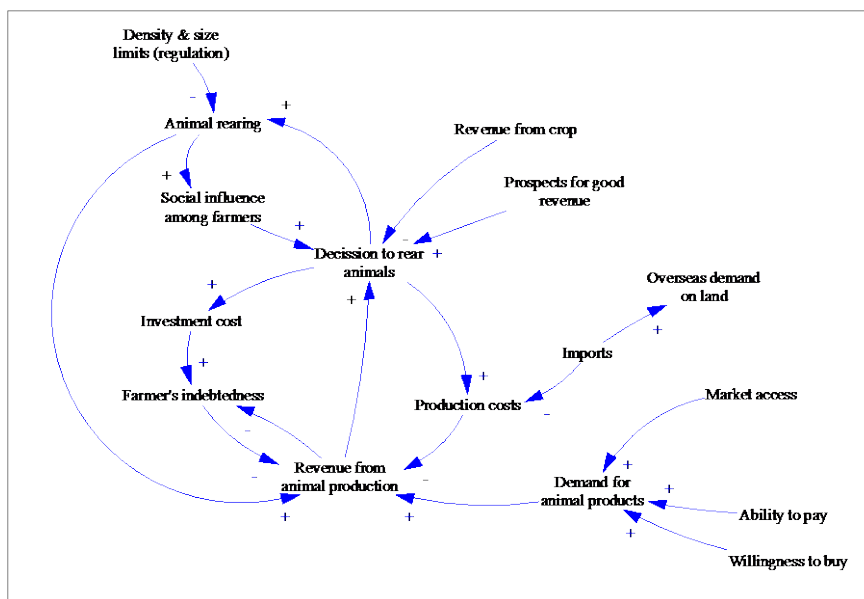 Density & size
limits (regulation)
-
+
Animal rearing
Revenue from crop
+
Prospects for good
revenue
Social influence
among farmers
+
-
+
Decission to rear
animals
Overseas demand
on land
+
+
Investment cost
+
Imports
+
+
Farmer's indebtedness
Production costs
-
Market access
-
Revenue from
animal production
-
-
+
+
Demand for
animal products
+
+
Ability to pay
+
+
Willingness to buy